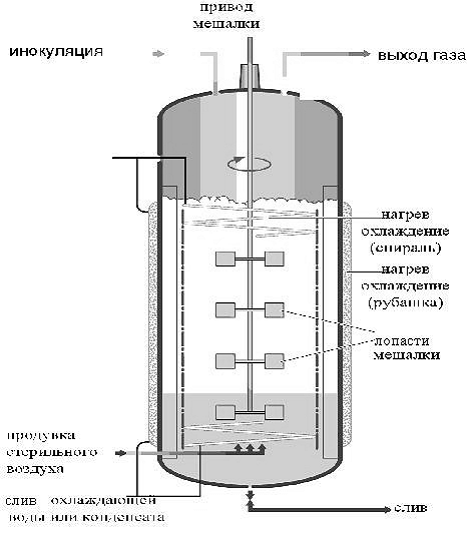 привод
мешалки
инокуляция
выход газа
нагрев
охлаждение
(спираль)
нагрев
охлаждение
(рубашка)
лопасти
мешалки
продувка
стерильного
воздуха
слив охлаждающей
воды или конденсата
слив